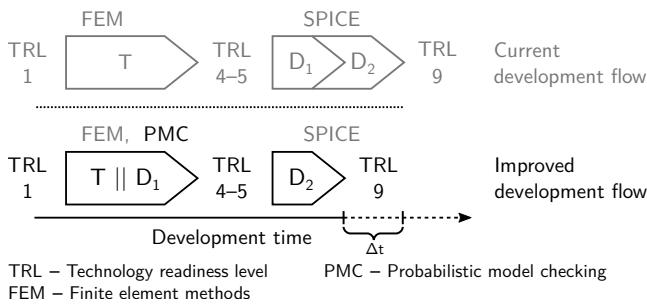 FEM SPICE
TRL TRL TRL Current
1 T 4–5 D1 D2 9 development flow
FEM, PMC SPICE
TRL TRL TRL Improved
1 T || D1 4–5 D2 9 development flow
Development time Δt
TRL – Technology readiness level PMC – Probabilistic model checking
FEM – Finite element methods